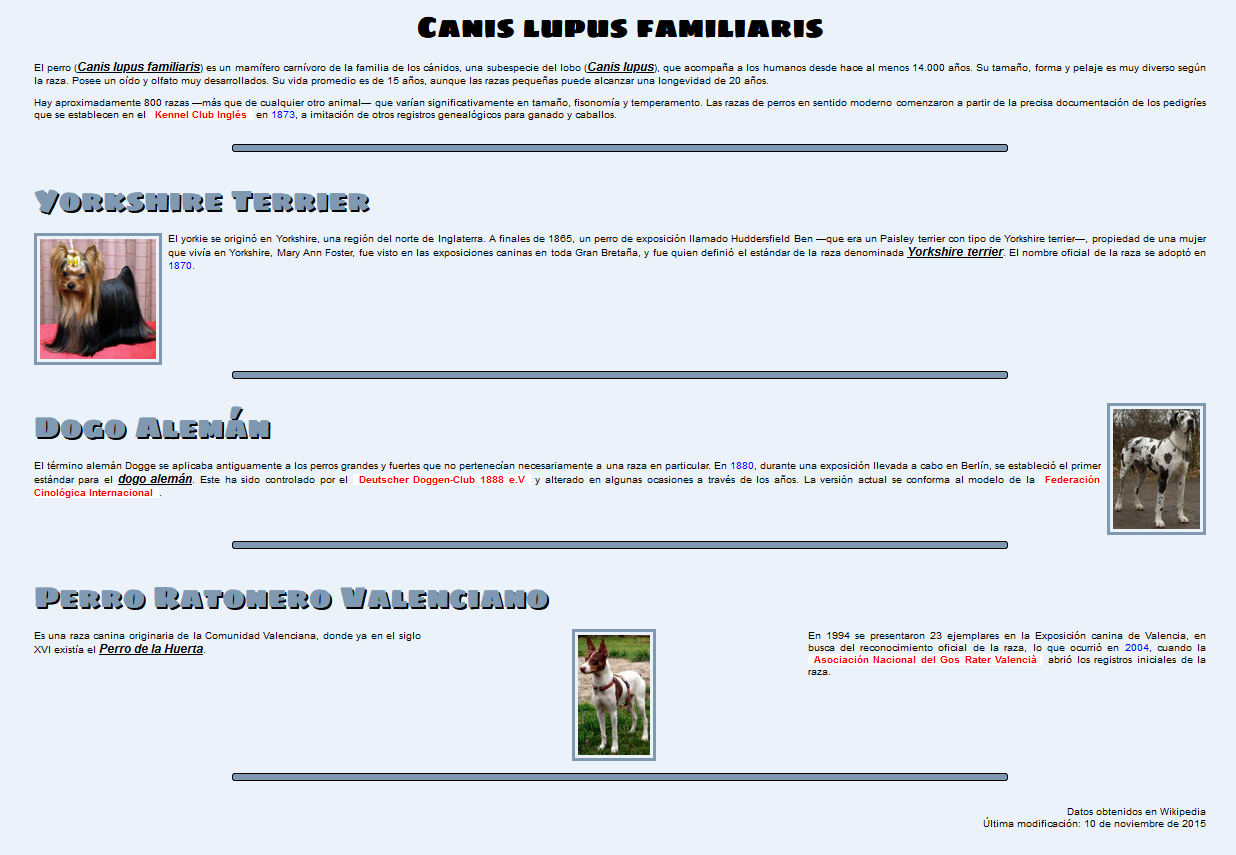 Canis lupus familiaris
El perro (Canis lupus familiaris) es un mamífero carnívoro de la familia de los cánidos, una subespecie del lobo (Canis lupus), que acompaña a los humanos desde hace al menos 14.000 años. Su tamaño, forma y pelaje es muy diverso según
la raza. Posee un oído y olfato muy desarrollados. Su vida promedio es de 15 años, aunque las razas pequeñas puede alcanzar una longevidad de 20 años.
Hay aproximadamente 800 razas —más que de cualquier otro animal— que varían significativamente en tamaño, fisonomía y temperamento. Las razas de perros en sentido moderno comenzaron a partir de la precisa documentación de los pedigríes
que se establecen en el Kennel Club Inglés en 1873, a imitación de otros registros genealógicos para ganado y caballos.
Yorkshire Terrier
El yorkie se originó en Yorkshire, una región del norte de Inglaterra. A finales de 1865, un perro de exposición llamado Huddersfield Ben —que era un Paisley terrier con tipo de Yorkshire terrier—, propiedad de una mujer
que vivía en Yorkshire, Mary Ann Foster, fue visto en las exposiciones caninas en toda Gran Bretaña, y fue quien definió el estándar de la raza denominada Yorkshire terrier. El nombre oficial de la raza se adoptó en
1870.
Dogo Alemán
El término alemán Dogge se aplicaba antiguamente a los perros grandes y fuertes que no pertenecían necesariamente a una raza en particular. En 1880, durante una exposición llevada a cabo en Berlín, se estableció el primer
estándar para el dogo alemán. Este ha sido controlado por el Deutscher Doggen-Club 1888 e.V y alterado en algunas ocasiones a través de los años. La versión actual se conforma al modelo de la Federación
Cinológica Internacional .
Perro Ratonero Valenciano
Es una raza canina originaria de la Comunidad Valenciana, donde ya en el siglo
XVI existía el Perro de la Huerta.
En 1994 se presentaron 23 ejemplares en la Exposición canina de Valencia, en
busca del reconocimiento oficial de la raza, lo que ocurrió en 2004, cuando la
Asociación Nacional del Gos Rater Valencià abrió los registros iniciales de la
raza.
Datos obtenidos en Wikipedia
Última modificación: 10 de noviembre de 2015